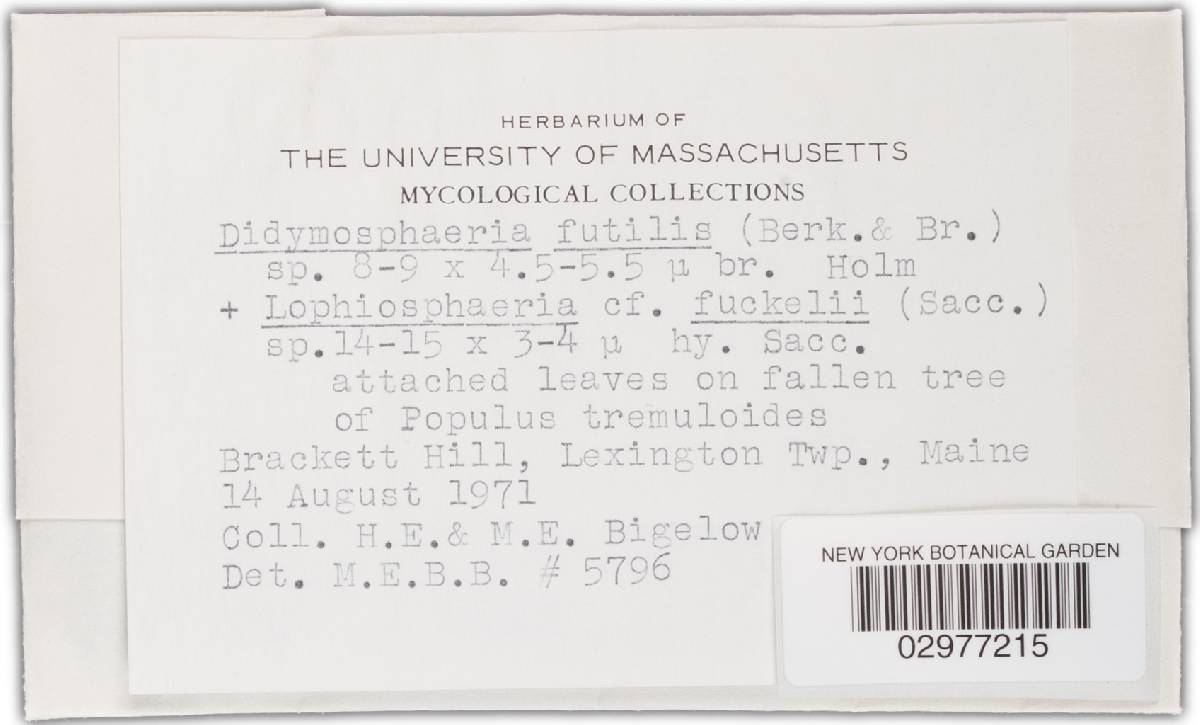 HERBARIUM OF
THE UNIVERSITY OF MASSACHUSETTS
MYCOLOGICAL COLLECTIONS
Didymosphaeria futilis (Berk.& Br.)
sp. 8-9 x 4.5-5.5 µ br. Holm
+ Lophiosphaeria cf. fuckelii (Sacc.)
sp.14-15 x 3-4 µ hy. Sacc.
attached leaves on fallen tree
of Populus tremuloides
Brackett Hill, Lexington Twp., Maine
14 August 1971
Coll. H.E.& M.E. Bigelow
Det. M.E.B.B. # 5796
NEW YORK BOTANICAL GARDEN
02977215